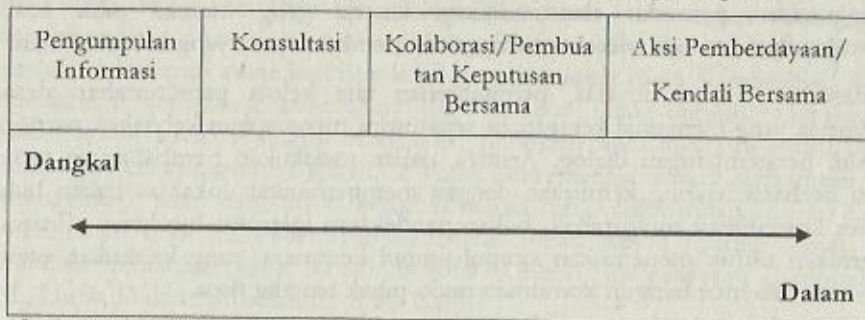 Pengumpulan
Informasi
Konsultasi
Kolaborasi/Pembua
tan Keputusan
Bersama
Aksi Pemberdayaan/
Kendali Bersama
Dangkal
Dalam